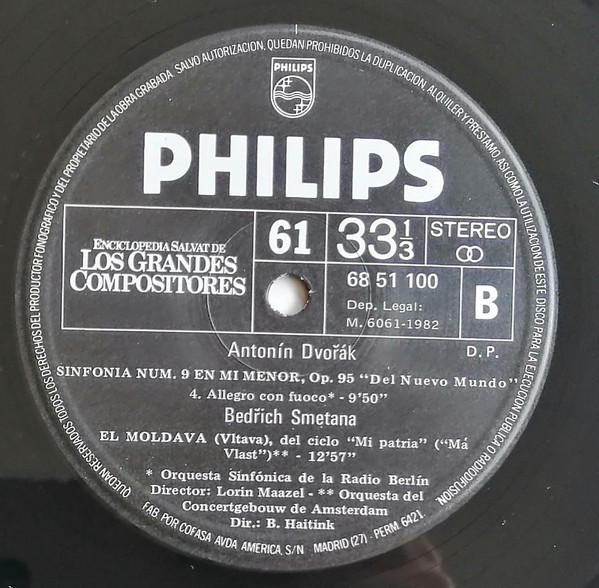 QUEDAN RESERVADOS TODOS LOS DERECHOS DEL PRODUCTOR FONOGRAFICO Y DEL PROPIETARIO DE LA OBRA GRABADA. SALVO AUTORIZACION, QUEDAN PROHIBIDOS LA DUPLICACION, ALQUILER Y PRESTAMO, ASI COMO LA UTILIZACION DE ESTE DISCO PARA LA EJECUCION PUBLICA O RADIODIFUSION.
PHILIPS
PHILIPS
ENCICLOPEDIA SALVAT DE
LOS GRANDES
COMPOSITORES
61
33 1/3
STEREO
68 51 100
Dep. Legal:
M. 6061-1982
B
Antonín Dvořák
D. P.
SINFONIA NUM. 9 EN MI MENOR, Op. 95 "Del Nuevo Mundo"
4. Allegro con fuoco* - 9'50"
Bedřich Smetana
EL MOLDAVA (Vltava), del ciclo "Mi patria" ("Má
Vlast")** - 12'57"
* Orquesta Sinfónica de la Radio Berlín
Director: Lorin Maazel - ** Orquesta del
Concertgebouw de Amsterdam
Dir.: B. Haitink
FAB. POR COFASA AVDA. AMERICA, S/N MADRID (27) - PERM. 6421.